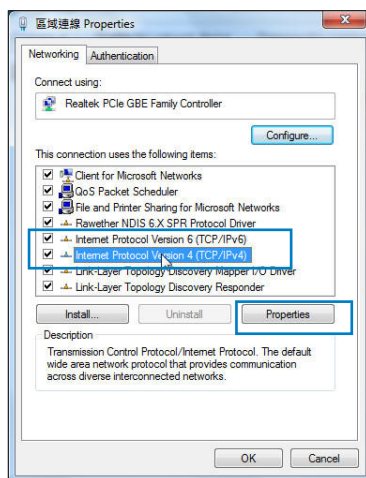 區域連線 Properties
Networking Authentication
Connect using:
Realtek PCIe GBE Family Controller
Configure...
This connection uses the following items:
Client for Microsoft Networks
QoS Packet Scheduler
File and Printer Sharing for Microsoft Networks
Rawether NDIS 6.X SPR Protocol Driver
Internet Protocol Version 6 (TCP/IPv6)
Internet Protocol Version 4 (TCP/IPv4)
Link-Layer Topology Discovery Mapper I/O Driver
Link-Layer Topology Discovery Responder
Install... Uninstall Properties
Description
Transmission Control Protocol/Internet Protocol. The default
wide area network protocol that provides communication
across diverse interconnected networks.
OK Cancel